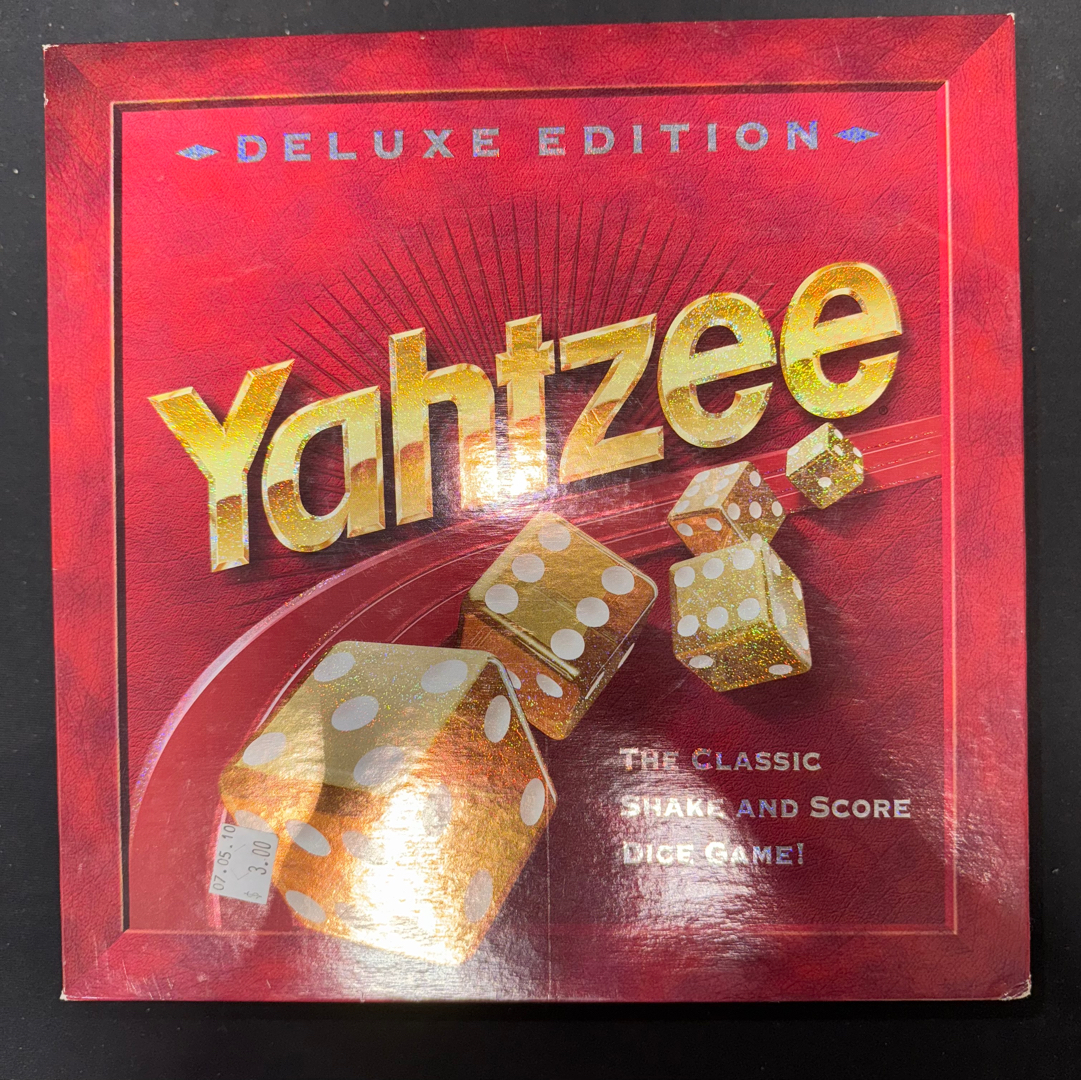 DELUXE EDITION
Yahtzee
THE CLASSIC
SHAKE AND SCORE
DICE GAME!
07.05.10
$ 3.00